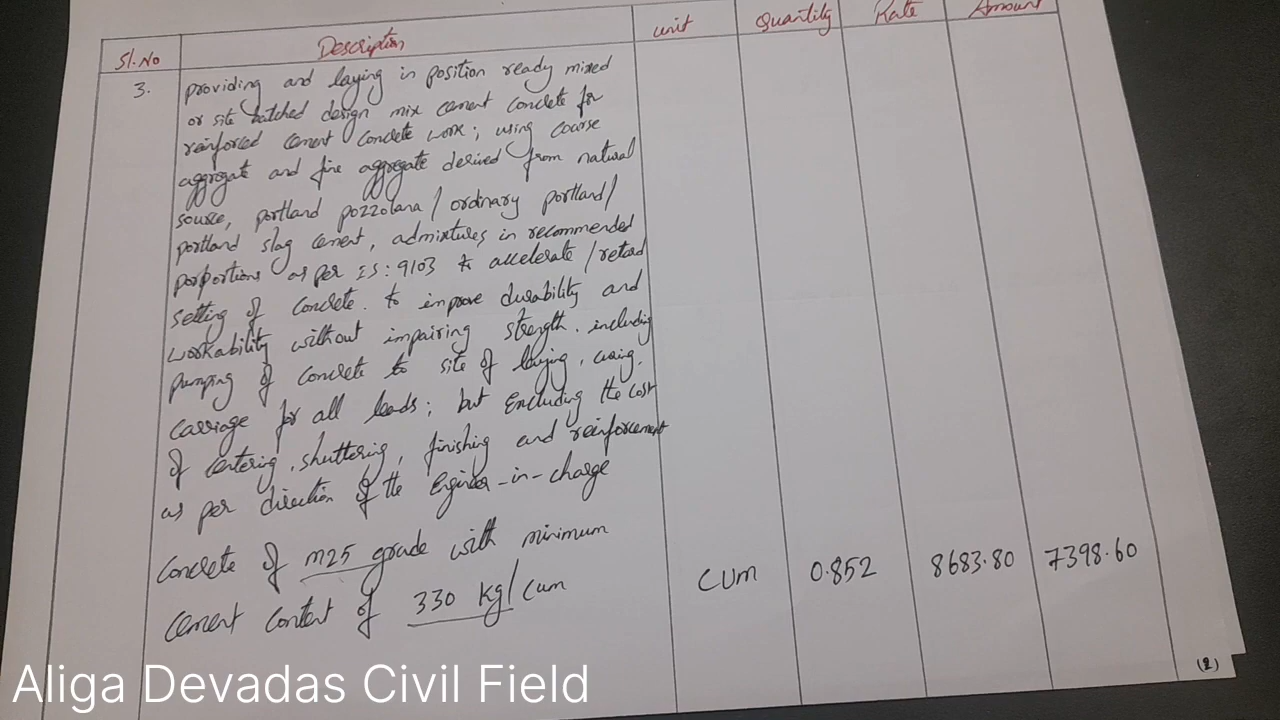 Sl.No Description unit Quantity Rate Amount
3. providing and laying in position ready mixed
or site batched design mix cement concrete for
reinforced cement concrete work; using coarse
aggregate and fine aggregate derived from natural
source, portland pozzolana / ordinary portland/
portland slag cement, admixtures in recommended
porportions as per IS: 9103 to accelerate / retard
setting of concrete. to improve durability and
workability without impairing strength. including
pumping of concrete to site of laying, using.
carriage for all leads; but Excluding the cost
of centering, shuttering, finishing and reinforcement
as per direction of the Engineer-in-charge
concrete of M25 grade with minimum
cement content of 330 kg/cum CUM 0.852 8683.80 7398.60
(2)
Aliga Devadas Civil Field